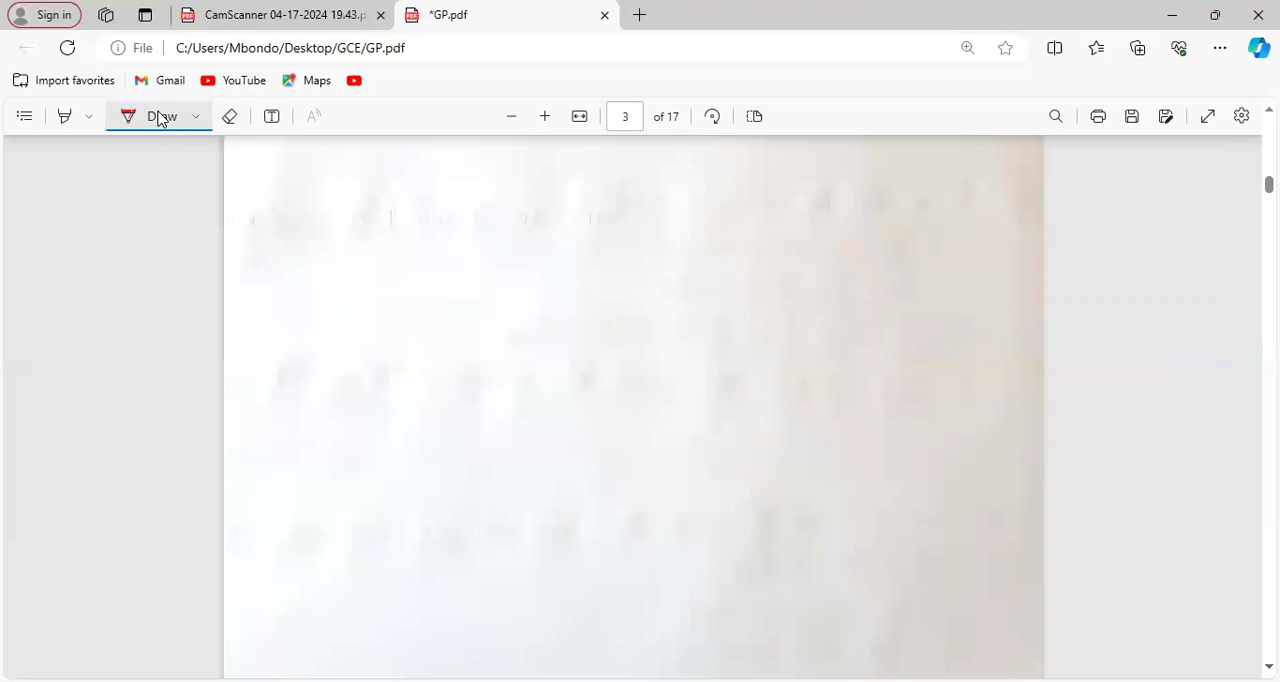 Sign in
CamScanner 04-17-2024 19.43.p
*GP.pdf
File
C:/Users/Mbondo/Desktop/GCE/GP.pdf
Import favorites
Gmail
YouTube
Maps
Draw
3
of 17